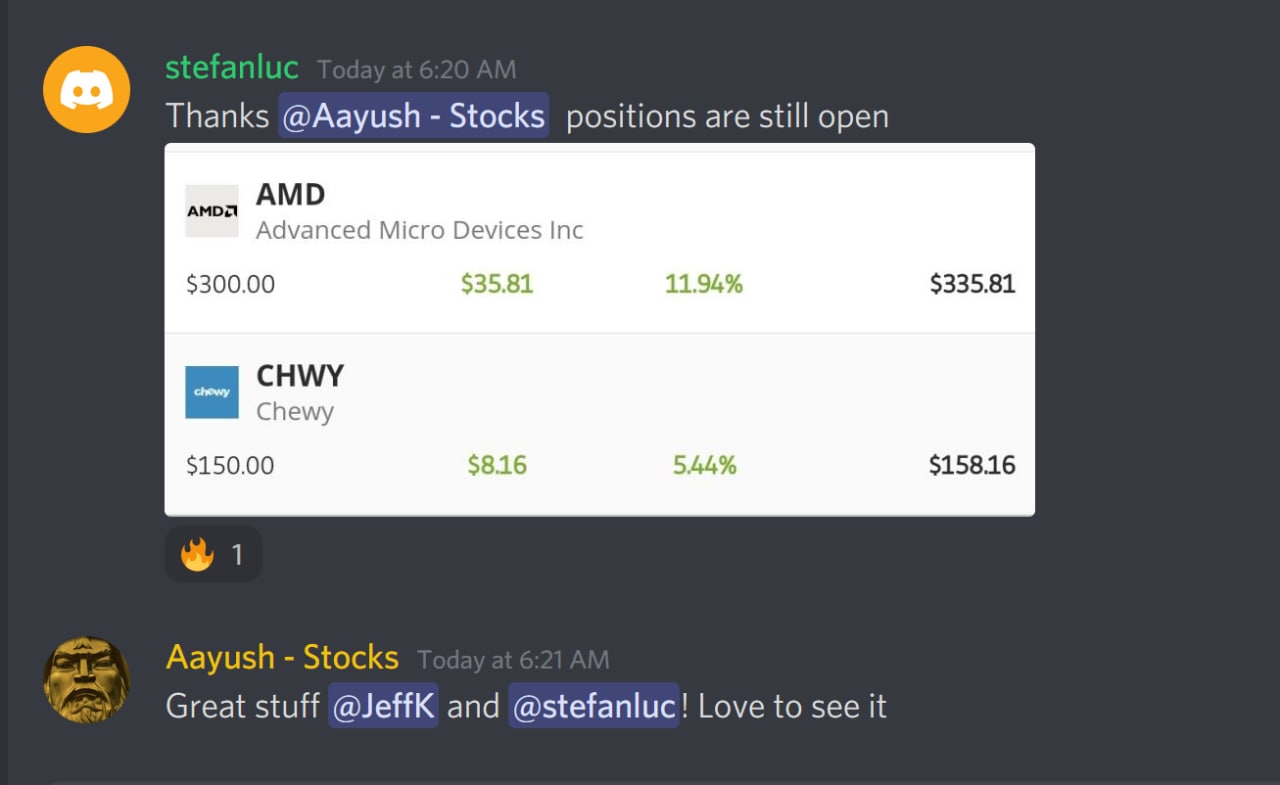 stefanluc Today at 6:20 AM
Thanks @Aayush - Stocks positions are still open
AMD
AMD
Advanced Micro Devices Inc
$300.00 $35.81 11.94% $335.81
CHWY
chewy
Chewy
$150.00 $8.16 5.44% $158.16
🔥 1
Aayush - Stocks Today at 6:21 AM
Great stuff @JeffK and @stefanluc! Love to see it